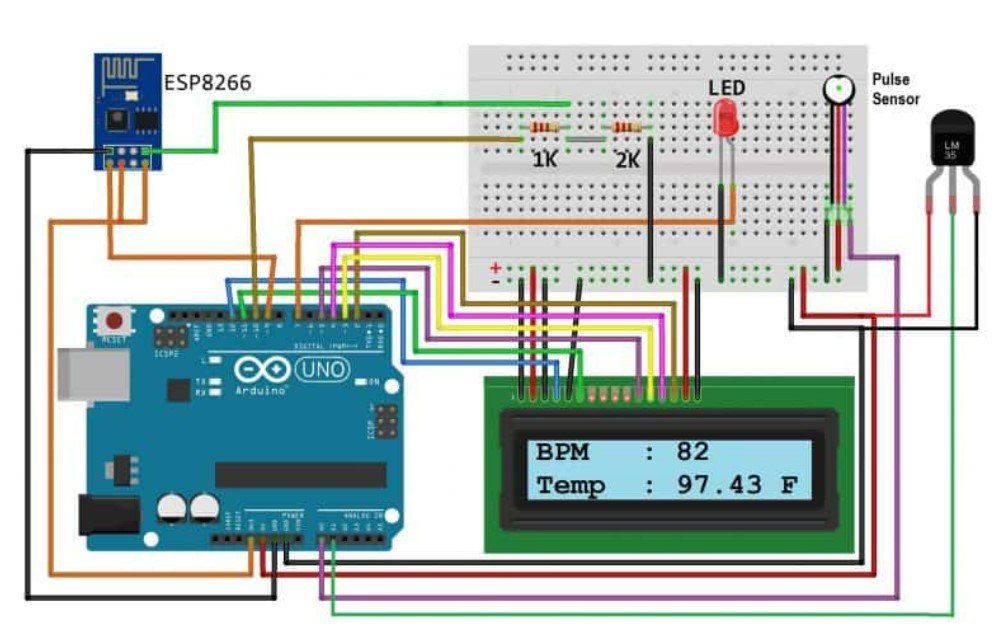 ESP8266
LED
Pulse
Sensor
1K
2K
LM
35
+
-
RESET
ICSP2
L
TX
RX
Arduino
UNO
ON
ICSP
DIGITAL (PWM~)
POWER
ANALOG IN
BPM : 82
Temp : 97.43 F